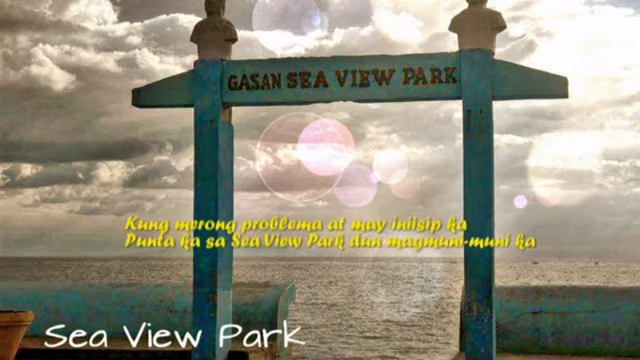 GASAN SEA VIEW PARK
Kung merong problema at may iniisip ka
Punta ka sa Sea View Park dun magmuni-muni ka
Sea View Park